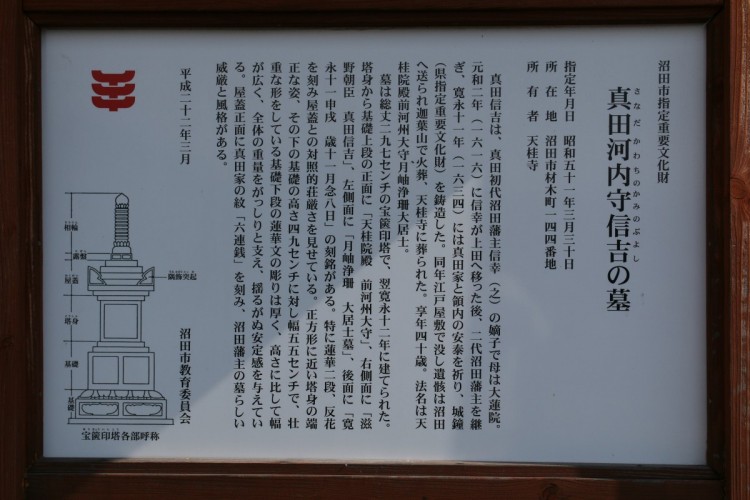 沼田市指定重要文化財
真田河内守信吉の墓
さなだかわちのかみのぶよし
指定年月日　昭和五十一年三月三十日
所在地　沼田市材木町一四四番地
所有者　天桂寺
真田信吉は、真田初代沼田藩主信幸（之）の嫡子で母は大蓮院。
元和二年（一六一六）に信幸が上田へ移った後、二代沼田藩主を継
ぎ、寛永十一年（一六三四）には真田家と領内の安泰を祈り、城鐘
（県指定重要文化財）を鋳造した。同年江戸屋敷で没し遺骸は沼田
へ送られ迦葉山で火葬、天桂寺に葬られた。享年四十歳。法名は天
桂院殿前河州大守月岫浄珊大居士。
墓は総丈二九七センチの宝篋印塔で、翌寛永十二年に建てられた。
塔身から基礎上段の正面に「天桂院殿　前河州大守」、右側面に「滋
野朝臣　真田信吉」、左側面に「月岫浄珊　大居士墓」、後面に「寛
永十一申戌　歳十一月念八日」の刻銘がある。特に蓮華二段、反花
を刻み屋蓋との対照的荘厳さを見せている。正方形に近い塔身の端
正な姿、その下の基礎の高さ四九センチに対し幅五五センチで、壮
重な形をしている基礎下段の蓮華文の彫りは厚く、高さに比して幅
が広く、全体の重量をがっしりと支え、揺るがぬ安定感を与えてい
る。屋蓋正面に真田家の紋「六連銭」を刻み、沼田藩主の墓らしい
威厳と風格がある。
平成二十二年三月
沼田市教育委員会
相輪
露盤
屋蓋
隅飾突起
塔身
基礎
基礎
宝篋印塔各部呼称